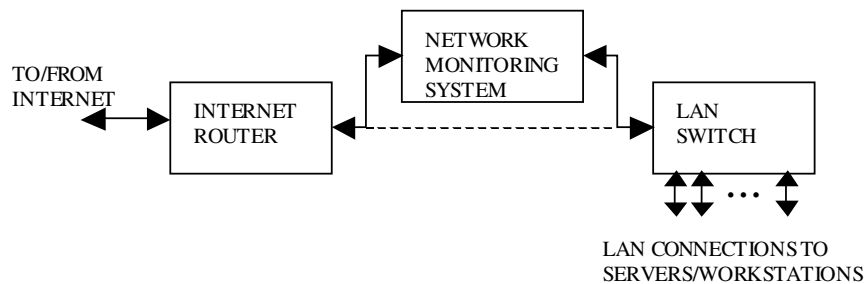 NETWORK
MONITORING
SYSTEM
TO/FROM
INTERNET
INTERNET
ROUTER
LAN
SWITCH
LAN CONNECTIONS TO
SERVERS/WORKSTATIONS